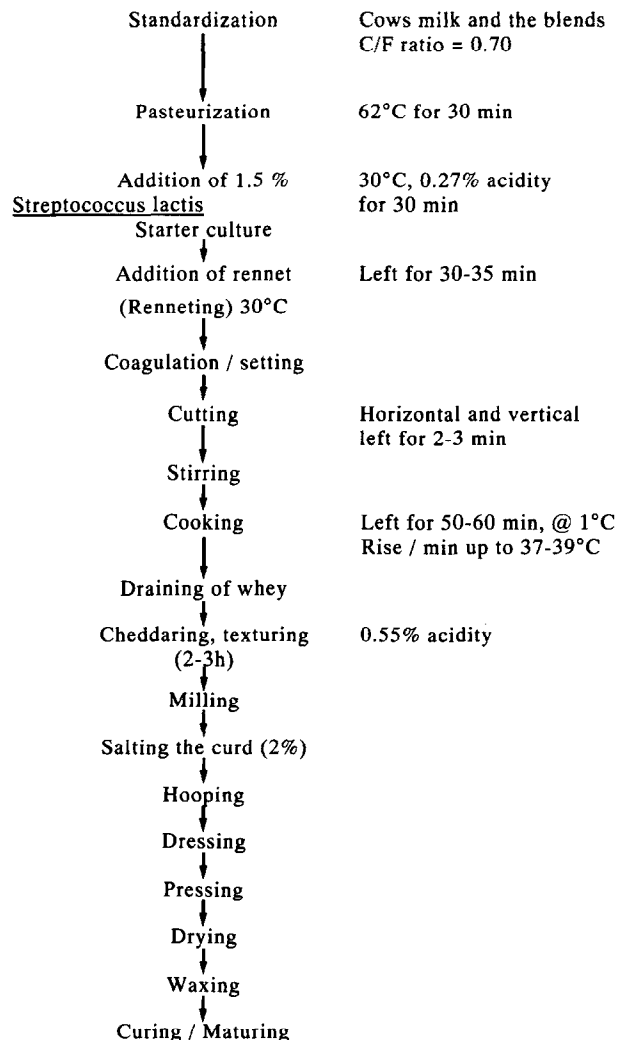 Standardization Cows milk and the blends
C/F ratio = 0.70
Pasteurization 62°C for 30 min
Addition of 1.5 % 30°C, 0.27% acidity
Streptococcus lactis for 30 min
Starter culture
Addition of rennet Left for 30-35 min
(Renneting) 30°C
Coagulation / setting
Cutting Horizontal and vertical
left for 2-3 min
Stirring
Cooking Left for 50-60 min, @ 1°C
Rise / min up to 37-39°C
Draining of whey
Cheddaring, texturing 0.55% acidity
(2-3h)
Milling
Salting the curd (2%)
Hooping
Dressing
Pressing
Drying
Waxing
Curing / Maturing